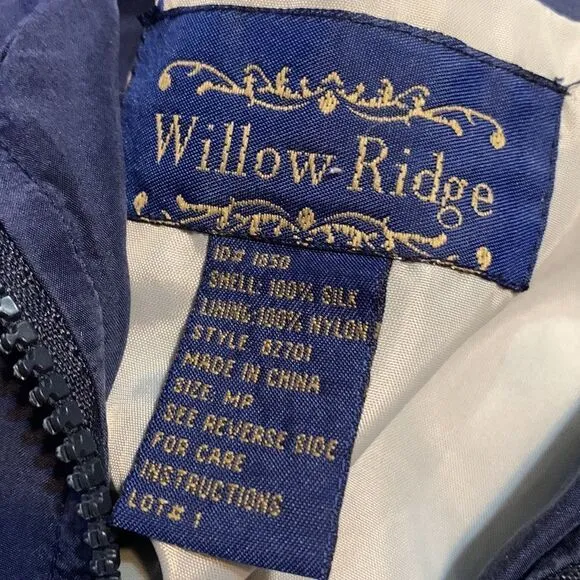 Willow Ridge
ID# 1850
SHELL: 100% SILK
LINING: 100% NYLON
STYLE 62701
MADE IN CHINA
SIZE: MP
SEE REVERSE SIDE
FOR CARE
INSTRUCTIONS
LOT# 1